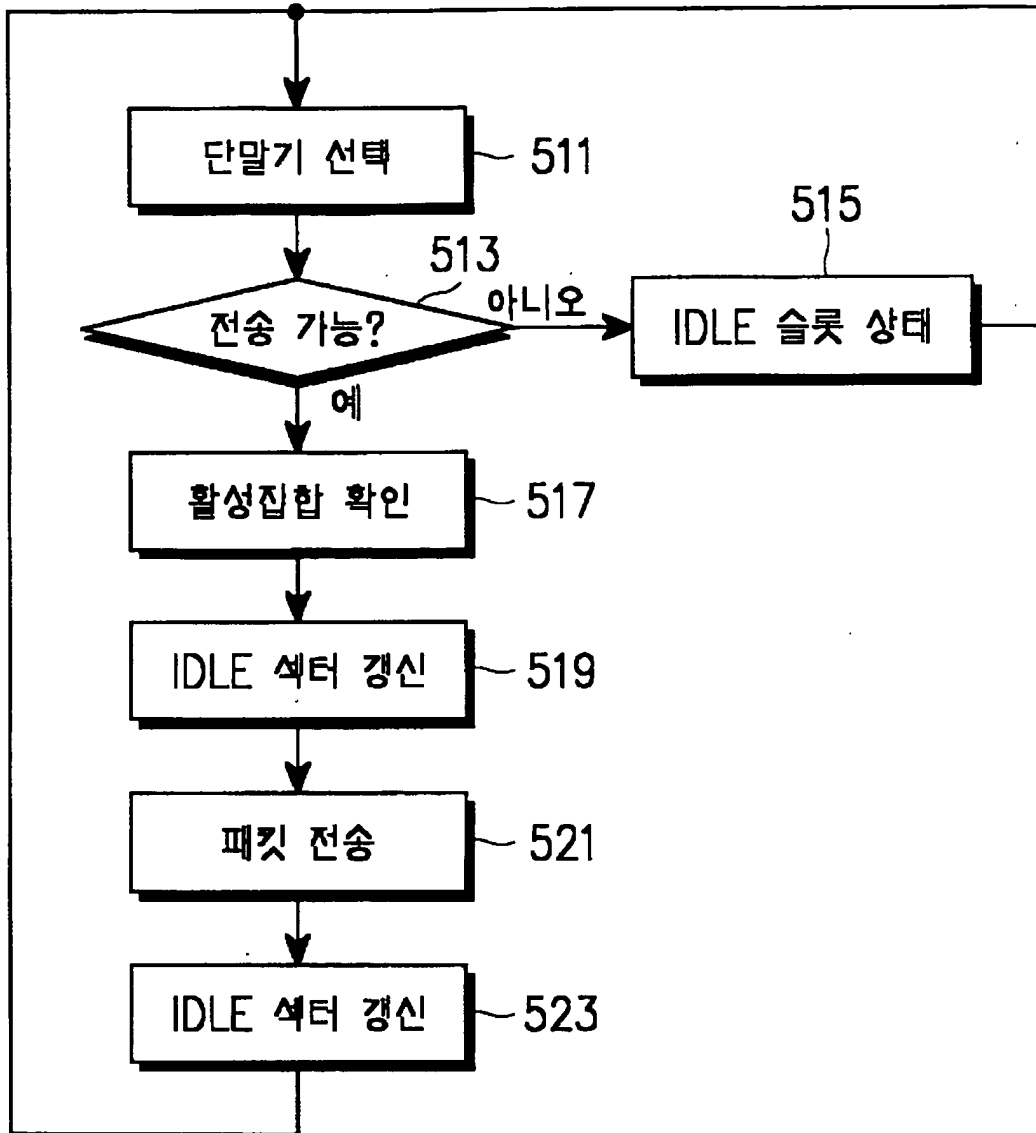 단말기 선택
511
515
513
전송 가능?
아니오
IDLE 슬롯 상태
예
활성집합 확인
517
IDLE 섹터 갱신
519
패킷 전송
521
IDLE 섹터 갱신
523